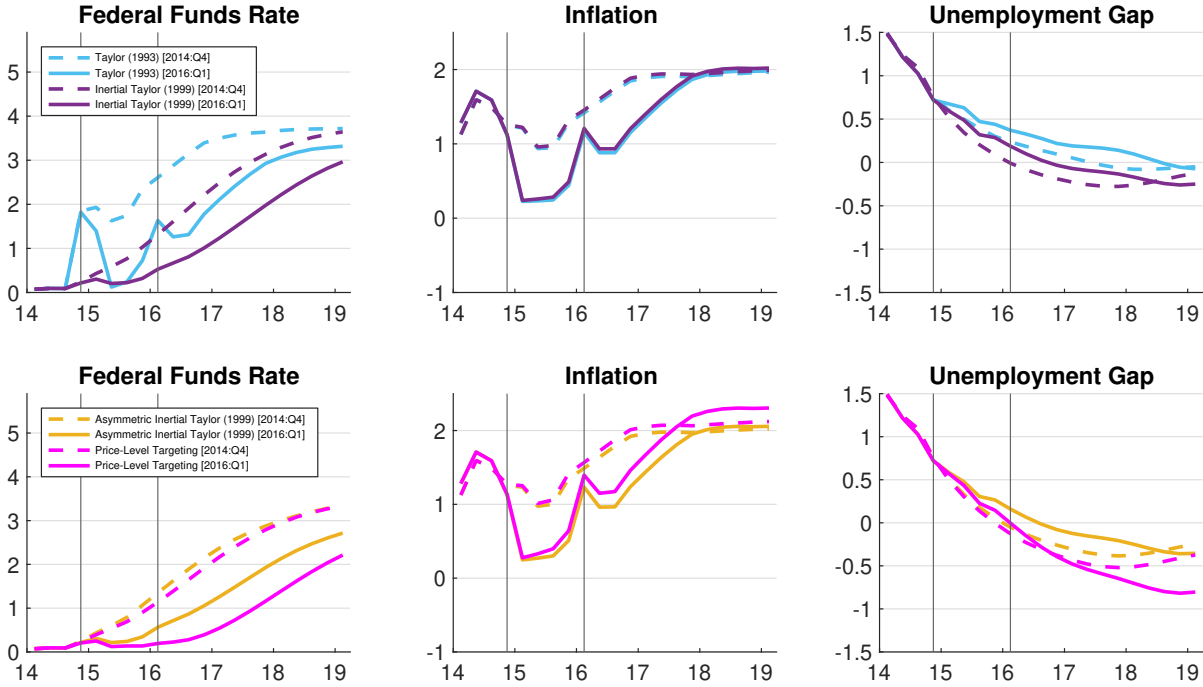 Federal Funds Rate
5
4
3
2
1
0
Taylor (1993) [2014:Q4]
Taylor (1993) [2016:Q1]
Inertial Taylor (1999) [2014:Q4]
Inertial Taylor (1999) [2016:Q1]
14 15 16 17 18 19
Inflation
2
1
0
-1
14 15 16 17 18 19
Unemployment Gap
1.5
1
0.5
0
-0.5
-1
-1.5
14 15 16 17 18 19
Federal Funds Rate
5
4
3
2
1
0
Asymmetric Inertial Taylor (1999) [2014:Q4]
Asymmetric Inertial Taylor (1999) [2016:Q1]
Price-Level Targeting [2014:Q4]
Price-Level Targeting [2016:Q1]
14 15 16 17 18 19
Inflation
2
1
0
-1
14 15 16 17 18 19
Unemployment Gap
1.5
1
0.5
0
-0.5
-1
-1.5
14 15 16 17 18 19